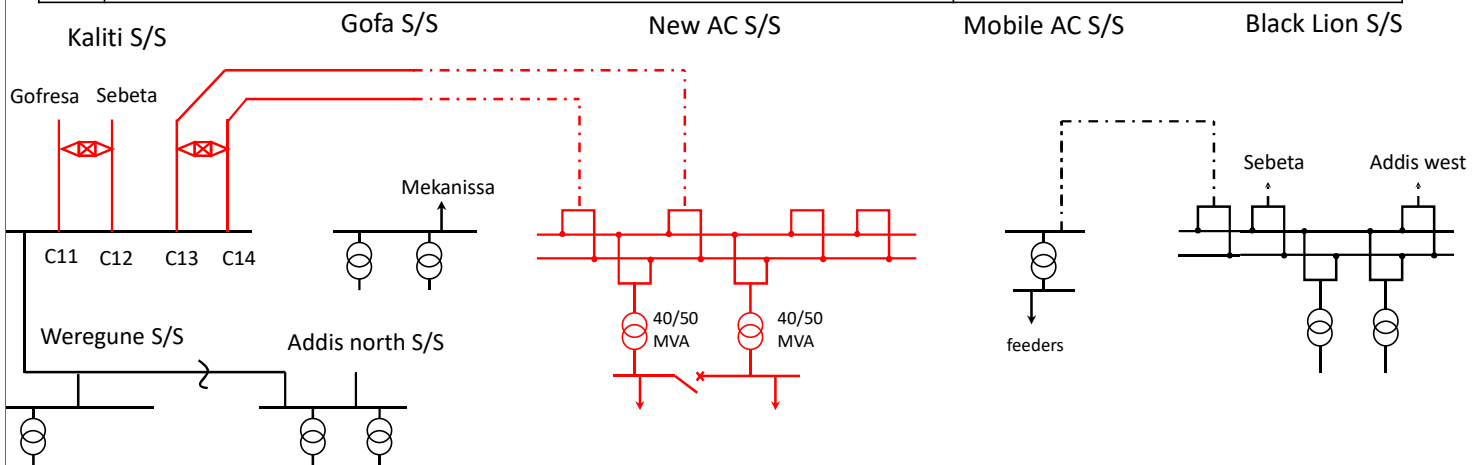 Kaliti S/S
Gofa S/S
New AC S/S
Mobile AC S/S
Black Lion S/S
Gofresa
Sebeta
Mekanissa
Sebeta
Addis west
C11
C12
C13
C14
40/50
MVA
40/50
MVA
feeders
Weregune S/S
Addis north S/S